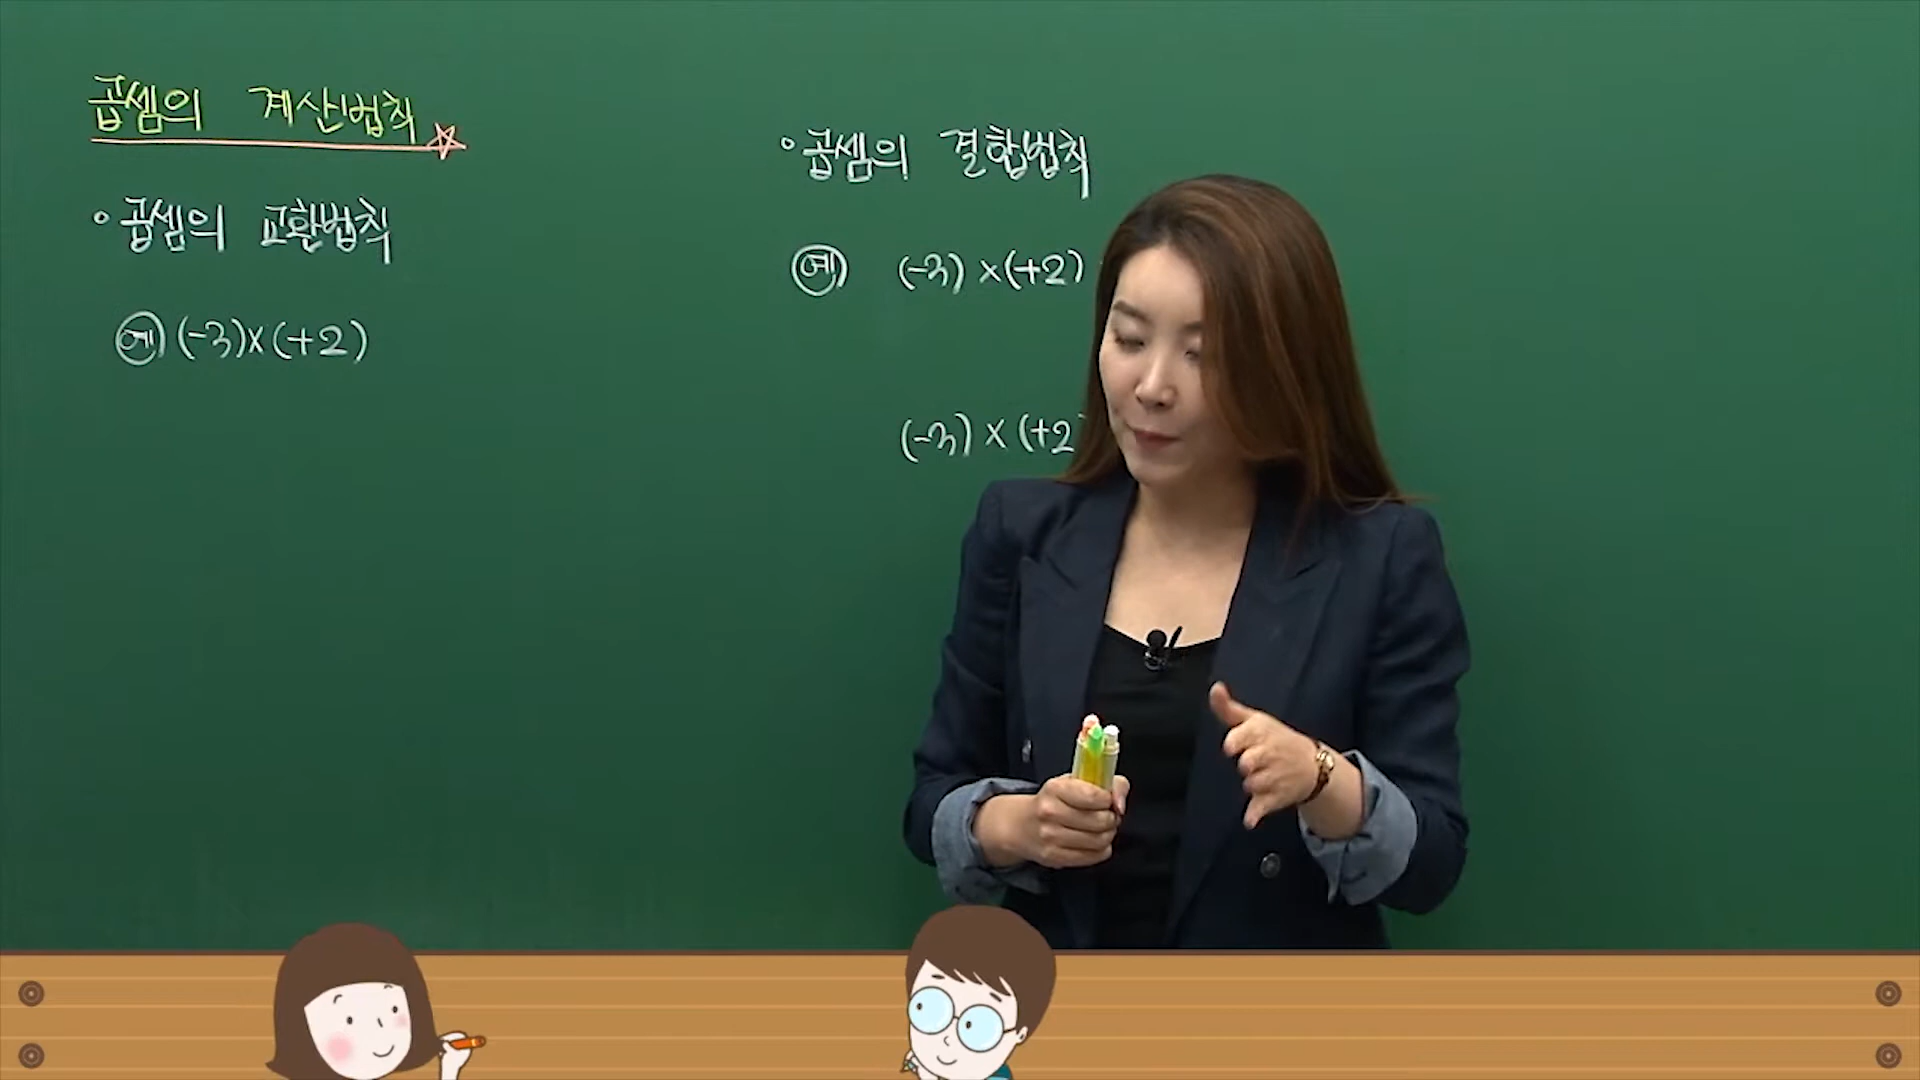 곱셈의 계산법칙
◦곱셈의 교환법칙
예 (-3)×(+2)
◦곱셈의 결합법칙
예 (-3)×(+2)
(-3)×(+2